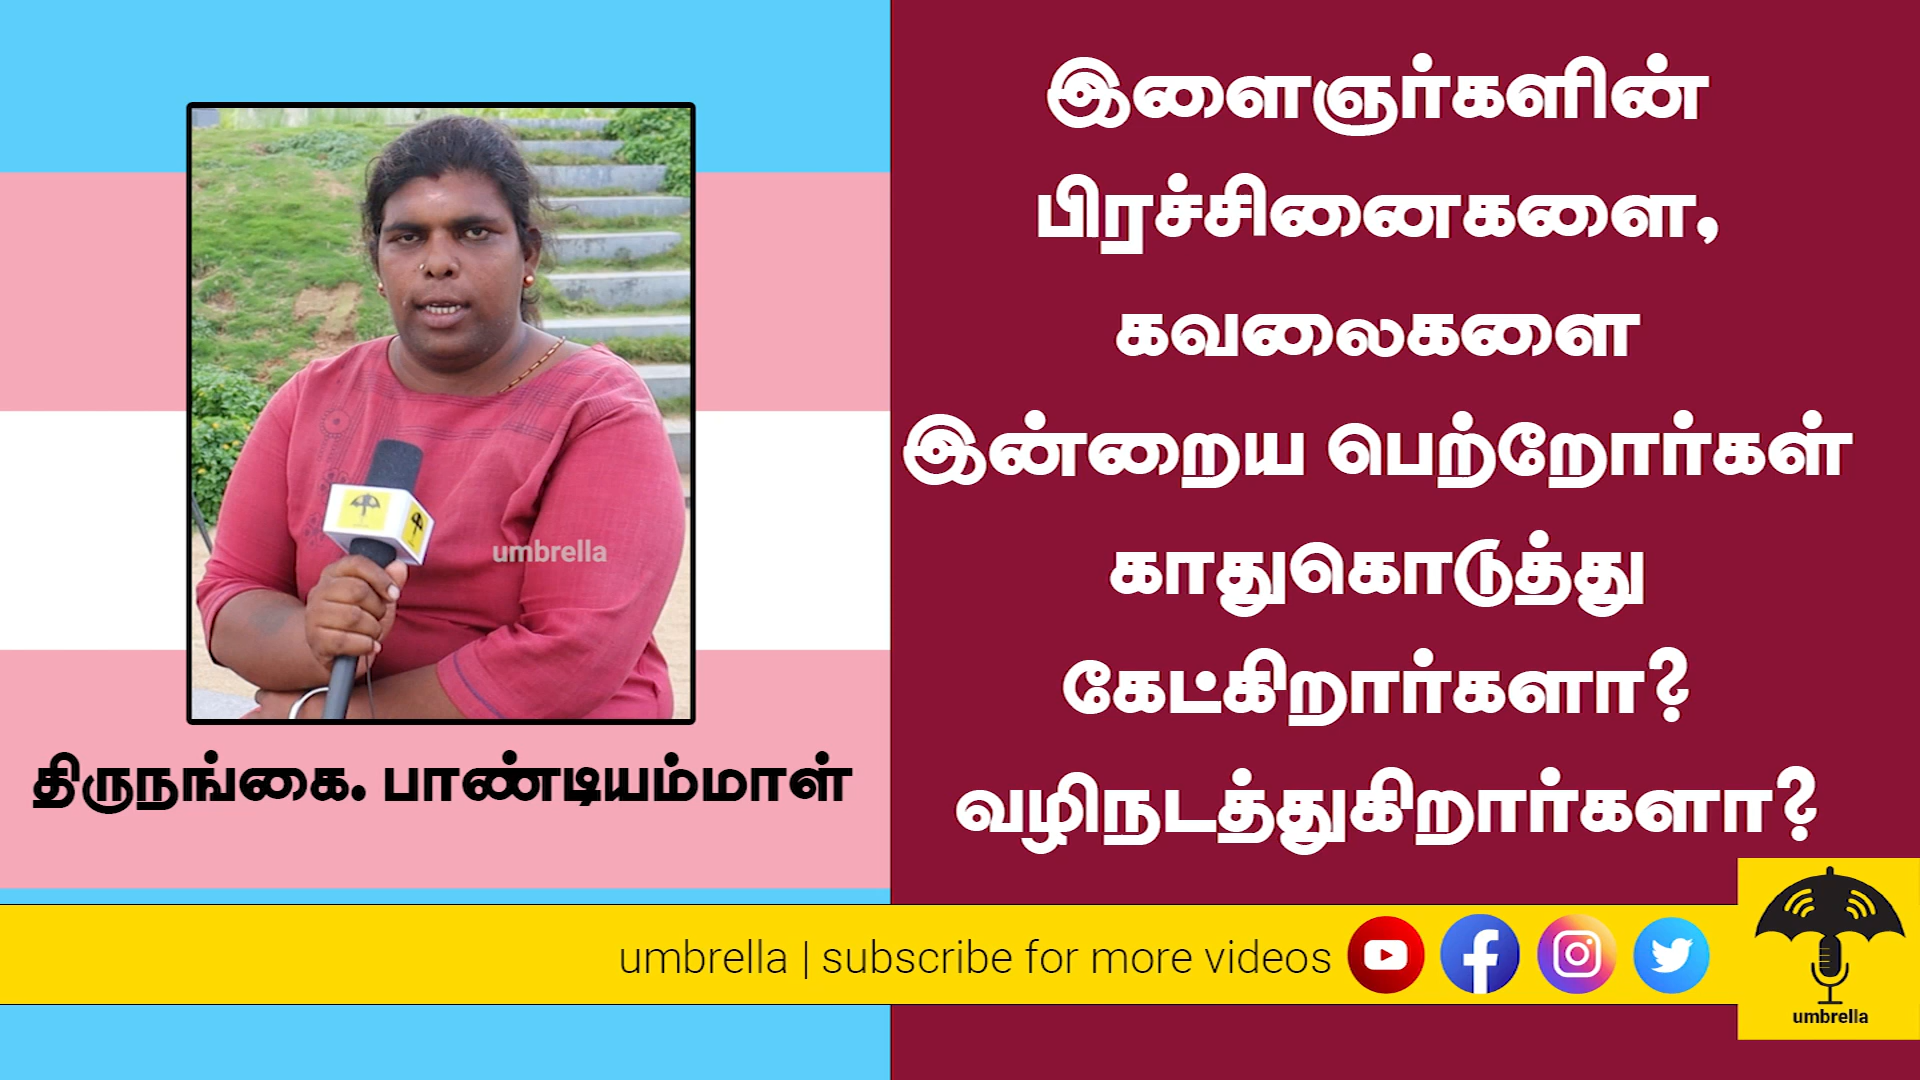 இளைஞர்களின்
பிரச்சினைகளை,
கவலைகளை
இன்றைய பெற்றோர்கள்
காதுகொடுத்து
கேட்கிறார்களா?
வழிநடத்துகிறார்களா?
umbrella
திருநங்கை. பாண்டியம்மாள்
umbrella | subscribe for more videos
umbrella